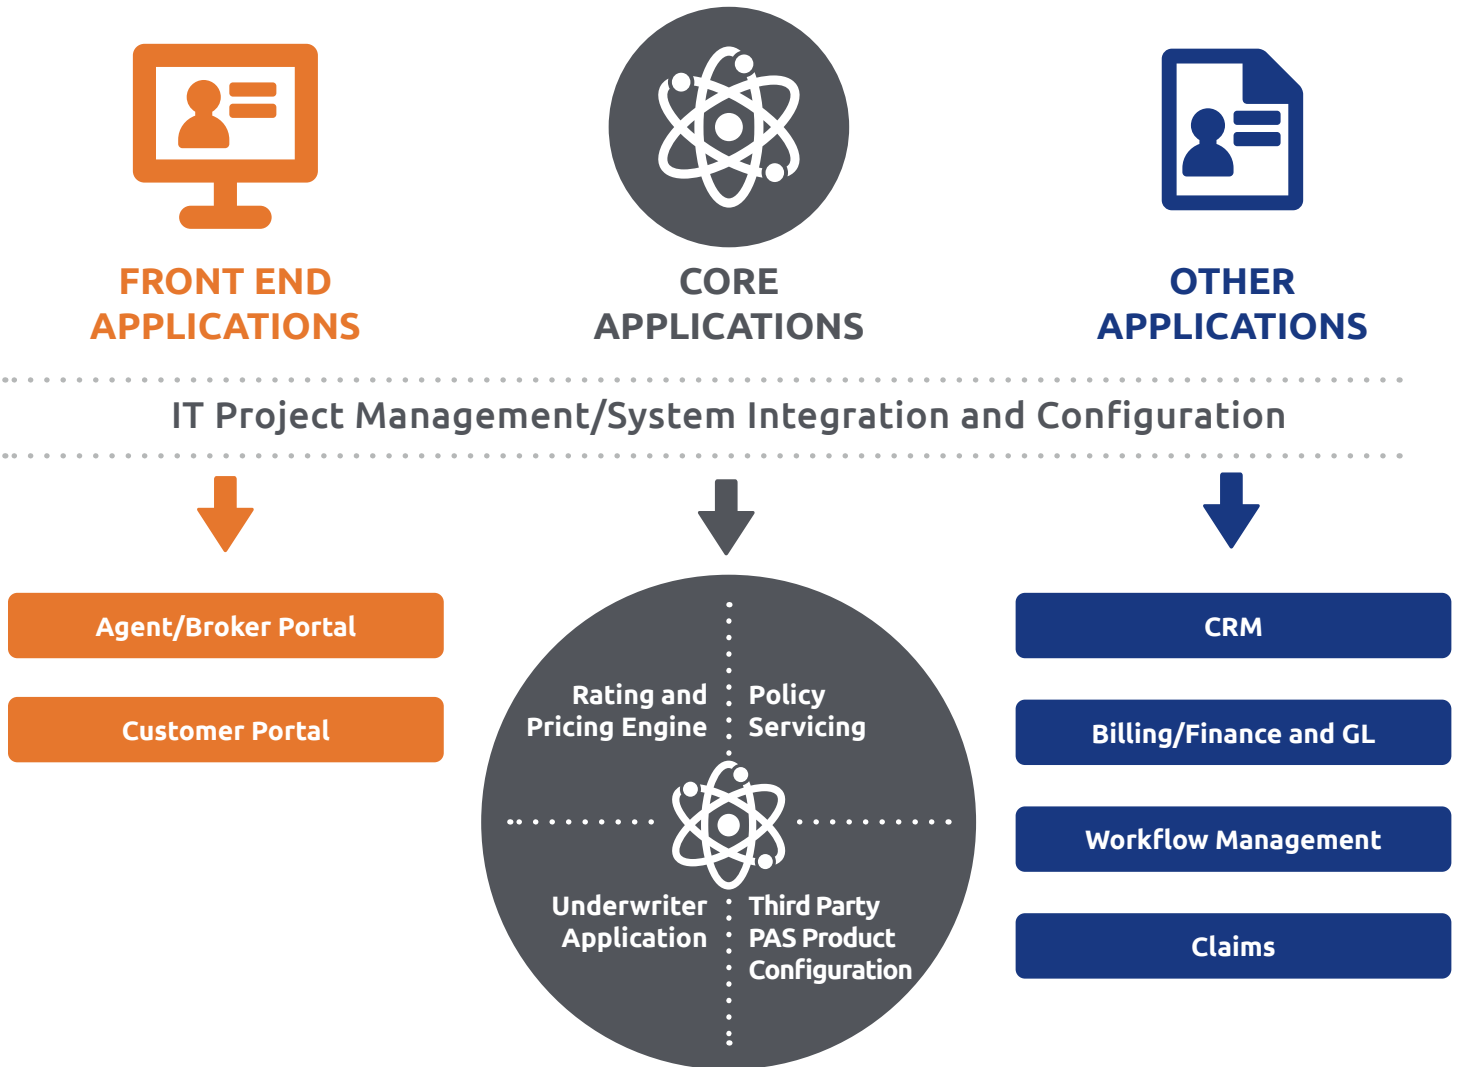 FRONT END
APPLICATIONS
CORE
APPLICATIONS
OTHER
APPLICATIONS
IT Project Management/System Integration and Configuration
Agent/Broker Portal
Customer Portal
Rating and
Pricing Engine
Policy
Servicing
Underwriter
Application
Third Party
PAS Product
Configuration
CRM
Billing/Finance and GL
Workflow Management
Claims